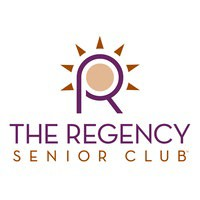 R
THE REGENCY
SENIOR CLUB